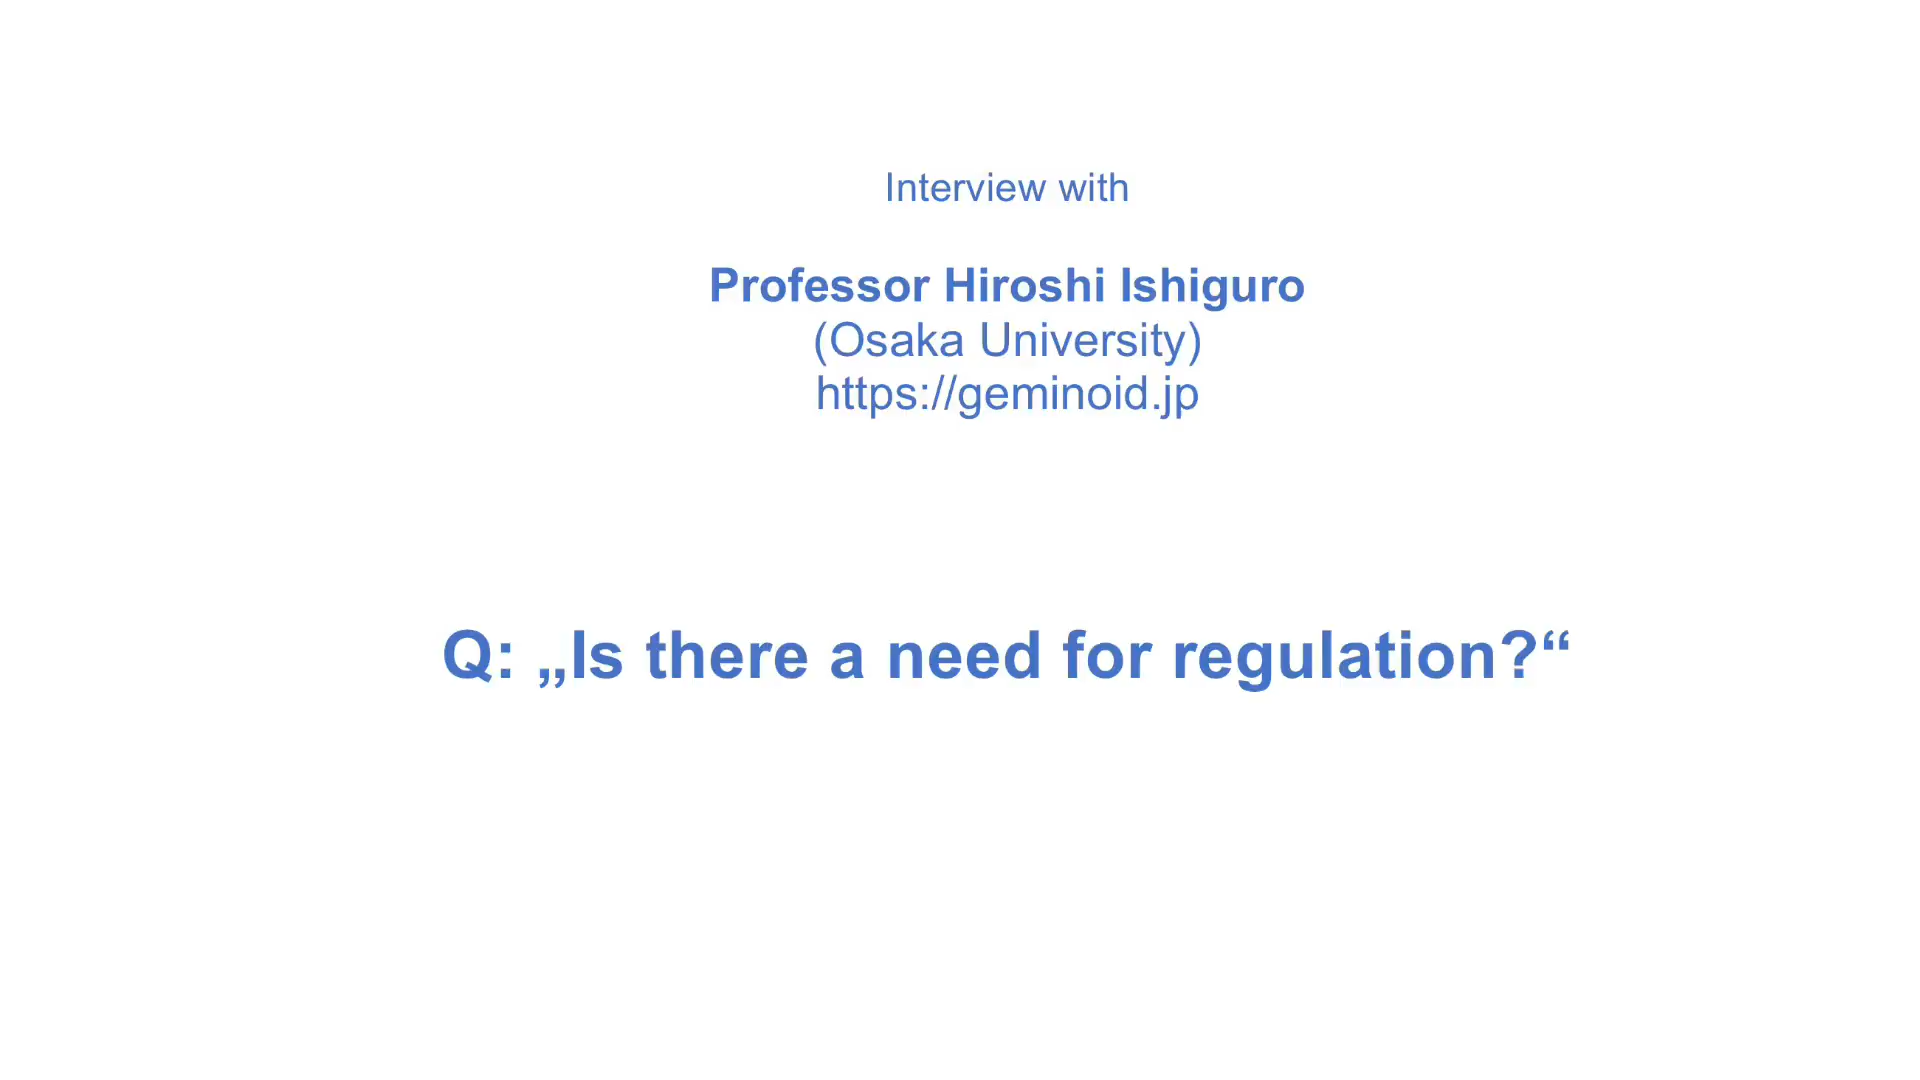 Interview with
Professor Hiroshi Ishiguro
(Osaka University)
https://geminoid.jp
Q: „Is there a need for regulation?“